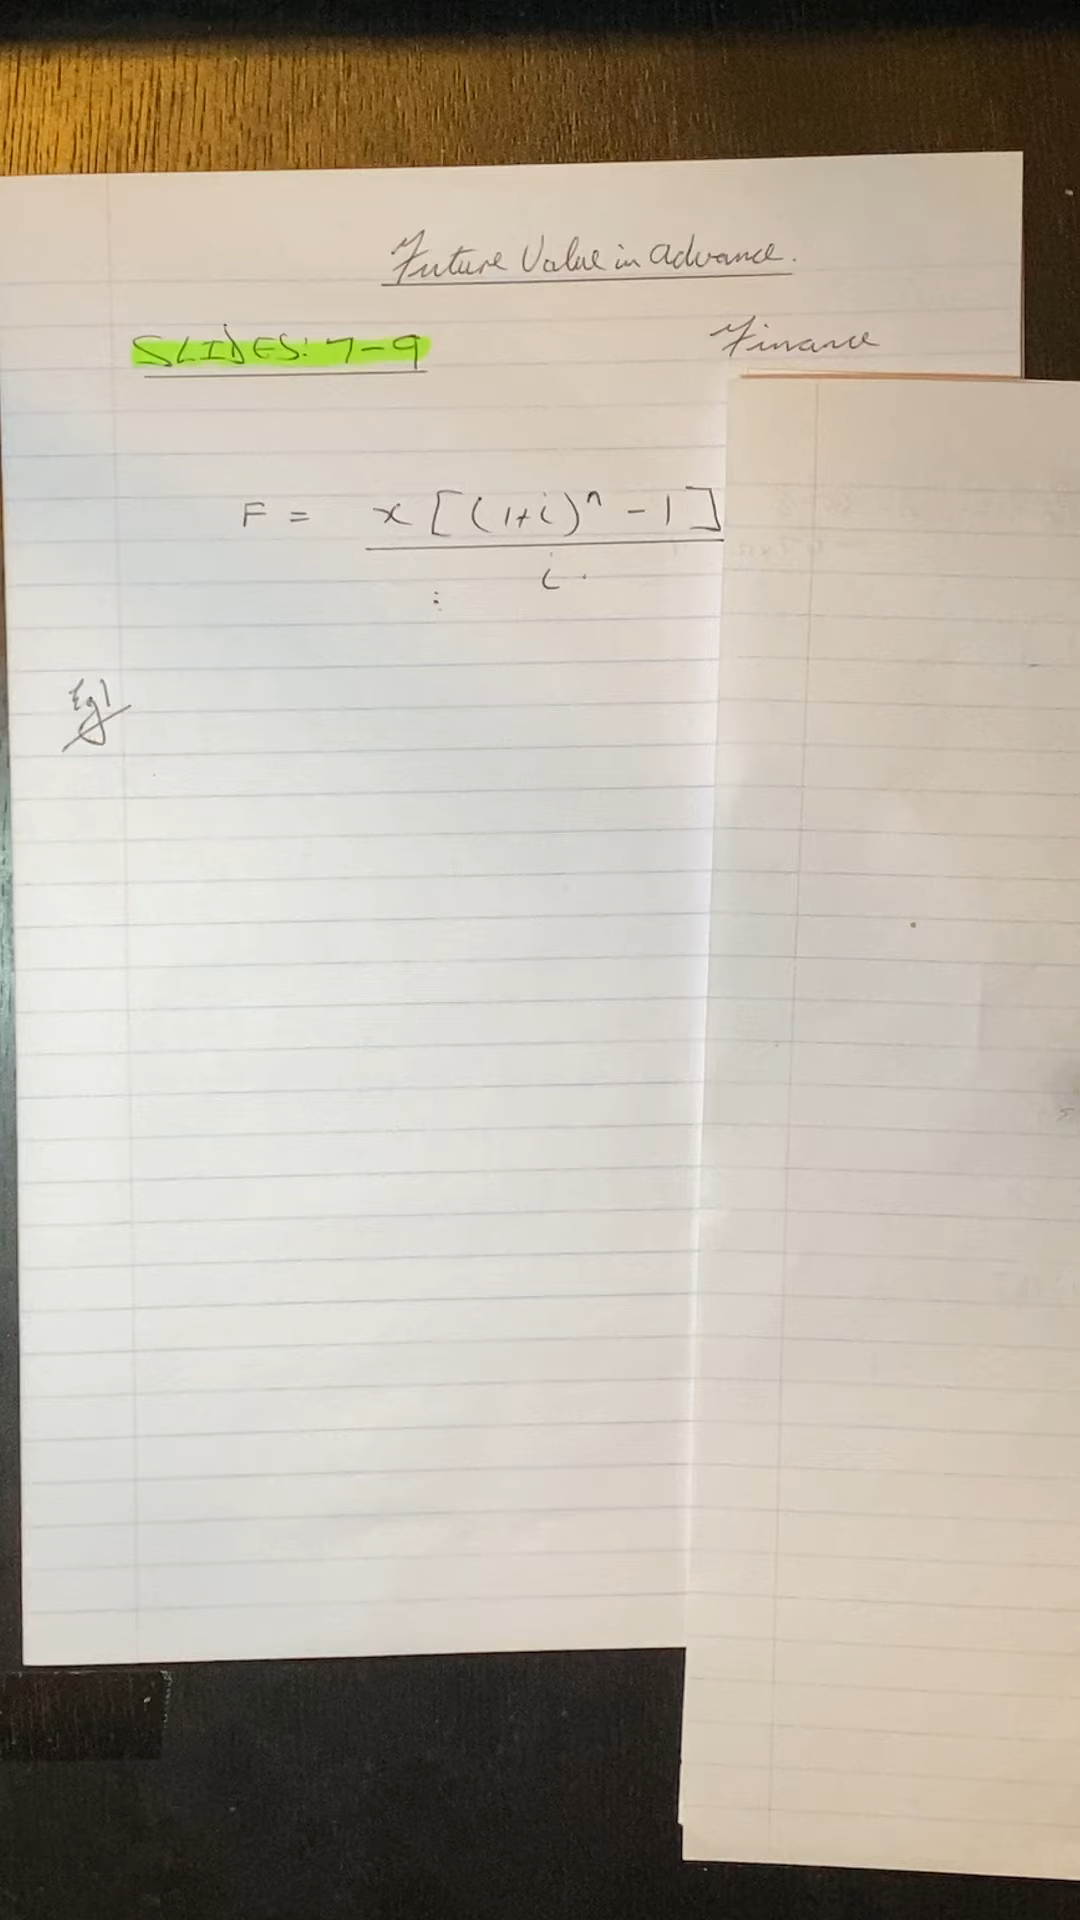 Future Value in advance.
SLIDES: 7-9
Finance
F = x[(1+i)ⁿ - 1]
i.
Eg1